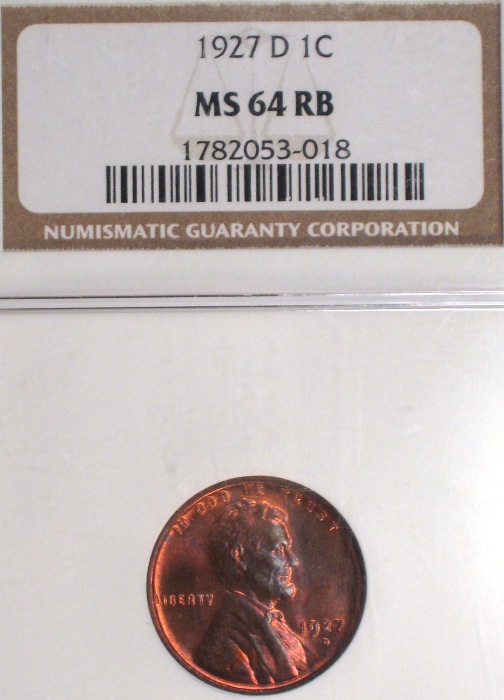 1927 D 1C
MS 64 RB
1782053-018
NUMISMATIC GUARANTY CORPORATION
IN GOD WE TRUST
LIBERTY
1927
D